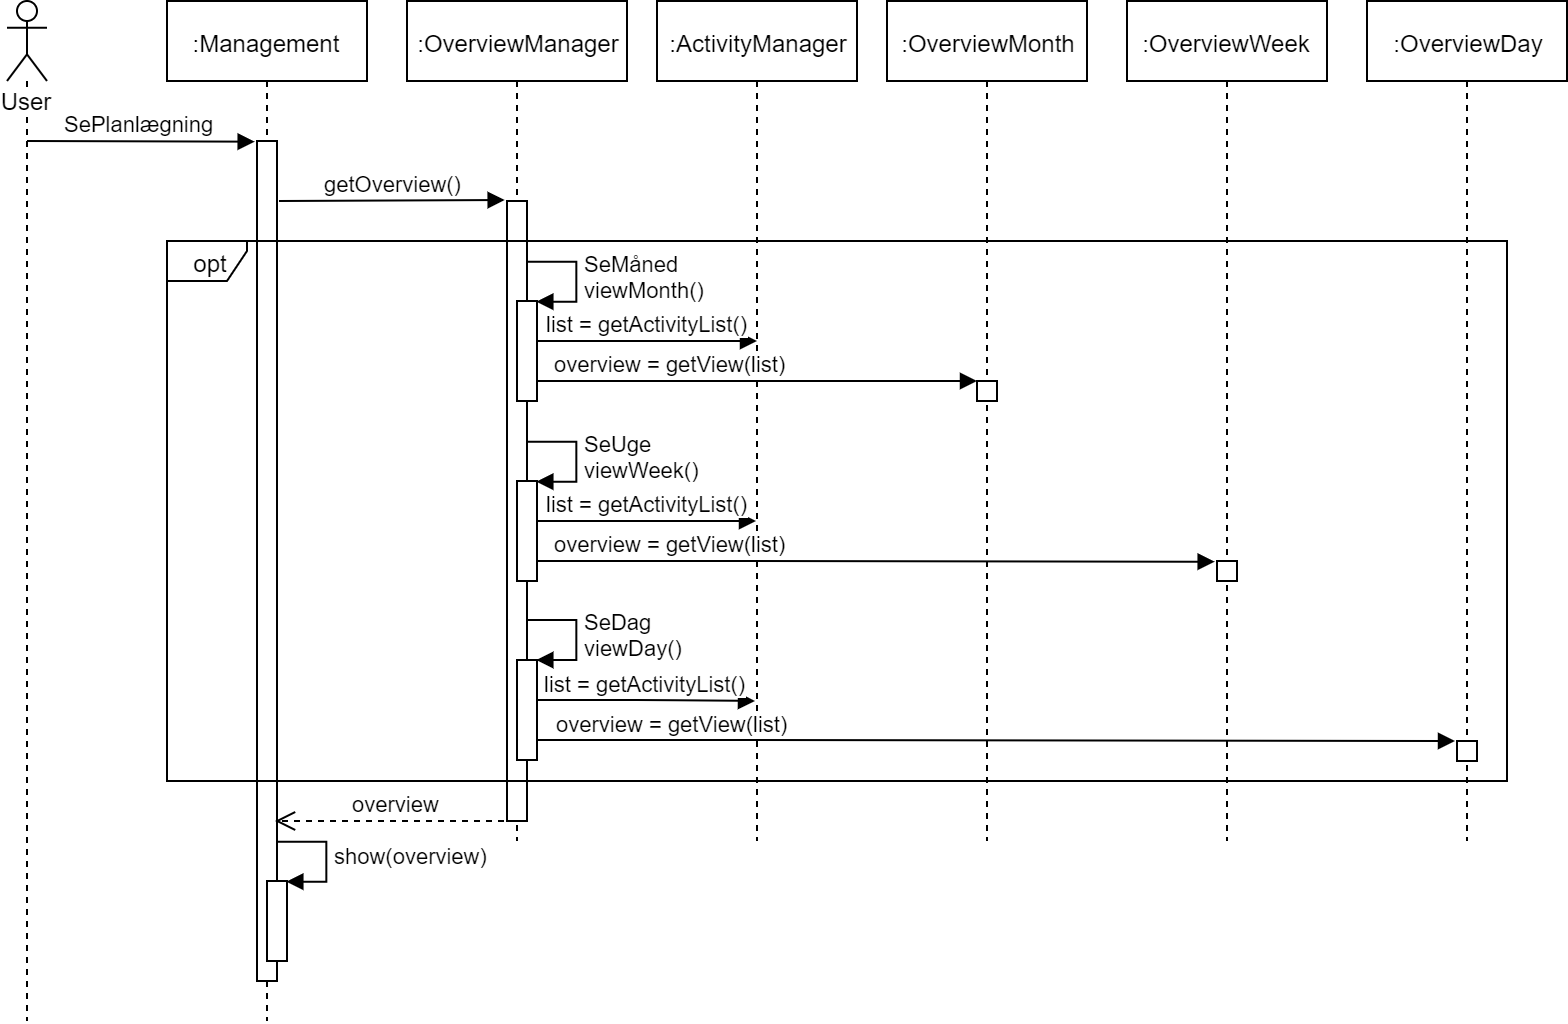 :Management
:OverviewManager
:ActivityManager
:OverviewMonth
:OverviewWeek
:OverviewDay
User
SePlanlægning
getOverview()
opt
SeMåned
viewMonth()
list = getActivityList()
overview = getView(list)
SeUge
viewWeek()
list = getActivityList()
overview = getView(list)
SeDag
viewDay()
list = getActivityList()
overview = getView(list)
overview
show(overview)